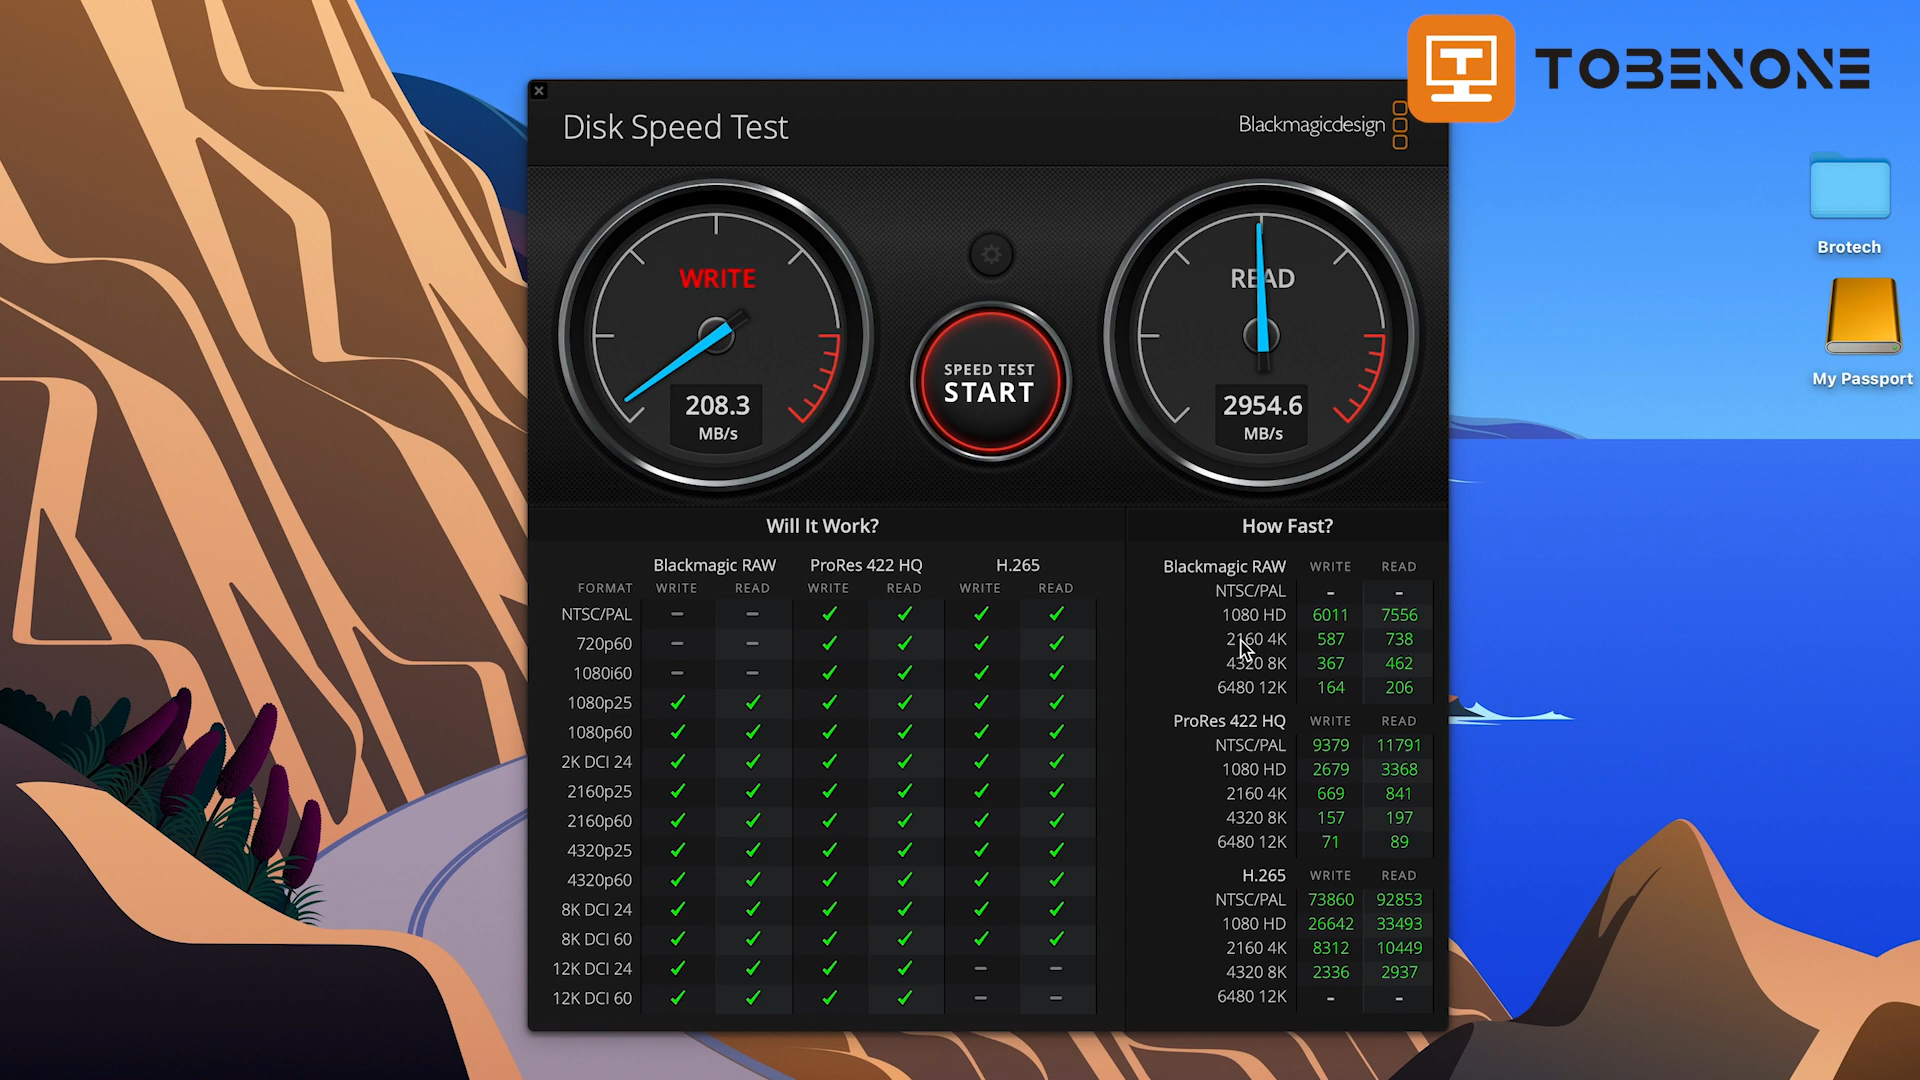 TOBENONE
Disk Speed Test
Blackmagicdesign
WRITE
208.3
MB/s
SPEED TEST
START
READ
2954.6
MB/s
Brotech
My Passport
Will It Work?
Blackmagic RAW ProRes 422 HQ H.265
FORMAT WRITE READ WRITE READ WRITE READ
NTSC/PAL – – ✓ ✓ ✓ ✓
720p60 – – ✓ ✓ ✓ ✓
1080i60 – – ✓ ✓ ✓ ✓
1080p25 ✓ ✓ ✓ ✓ ✓ ✓
1080p60 ✓ ✓ ✓ ✓ ✓ ✓
2K DCI 24 ✓ ✓ ✓ ✓ ✓ ✓
2160p25 ✓ ✓ ✓ ✓ ✓ ✓
2160p60 ✓ ✓ ✓ ✓ ✓ ✓
4320p25 ✓ ✓ ✓ ✓ ✓ ✓
4320p60 ✓ ✓ ✓ ✓ ✓ ✓
8K DCI 24 ✓ ✓ ✓ ✓ ✓ ✓
8K DCI 60 ✓ ✓ ✓ ✓ ✓ ✓
12K DCI 24 ✓ ✓ ✓ ✓ – –
12K DCI 60 ✓ ✓ ✓ ✓ – –
How Fast?
Blackmagic RAW WRITE READ
NTSC/PAL - -
1080 HD 6011 7556
2160 4K 587 738
4320 8K 367 462
6480 12K 164 206
ProRes 422 HQ WRITE READ
NTSC/PAL 9379 11791
1080 HD 2679 3368
2160 4K 669 841
4320 8K 157 197
6480 12K 71 89
H.265 WRITE READ
NTSC/PAL 73860 92853
1080 HD 26642 33493
2160 4K 8312 10449
4320 8K 2336 2937
6480 12K - -